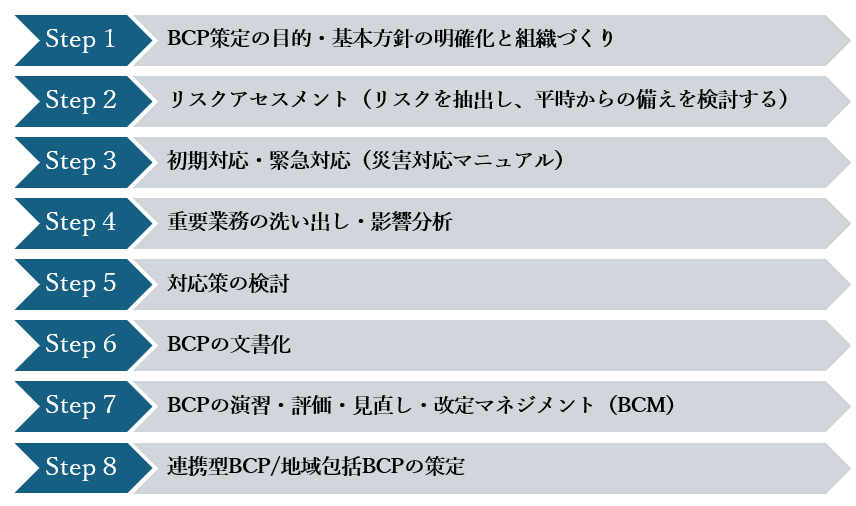 Step 1 BCP策定の目的・基本方針の明確化と組織づくり
Step 2 リスクアセスメント（リスクを抽出し、平時からの備えを検討する）
Step 3 初期対応・緊急対応（災害対応マニュアル）
Step 4 重要業務の洗い出し・影響分析
Step 5 対応策の検討
Step 6 BCPの文書化
Step 7 BCPの演習・評価・見直し・改定マネジメント（BCM）
Step 8 連携型BCP/地域包括BCPの策定